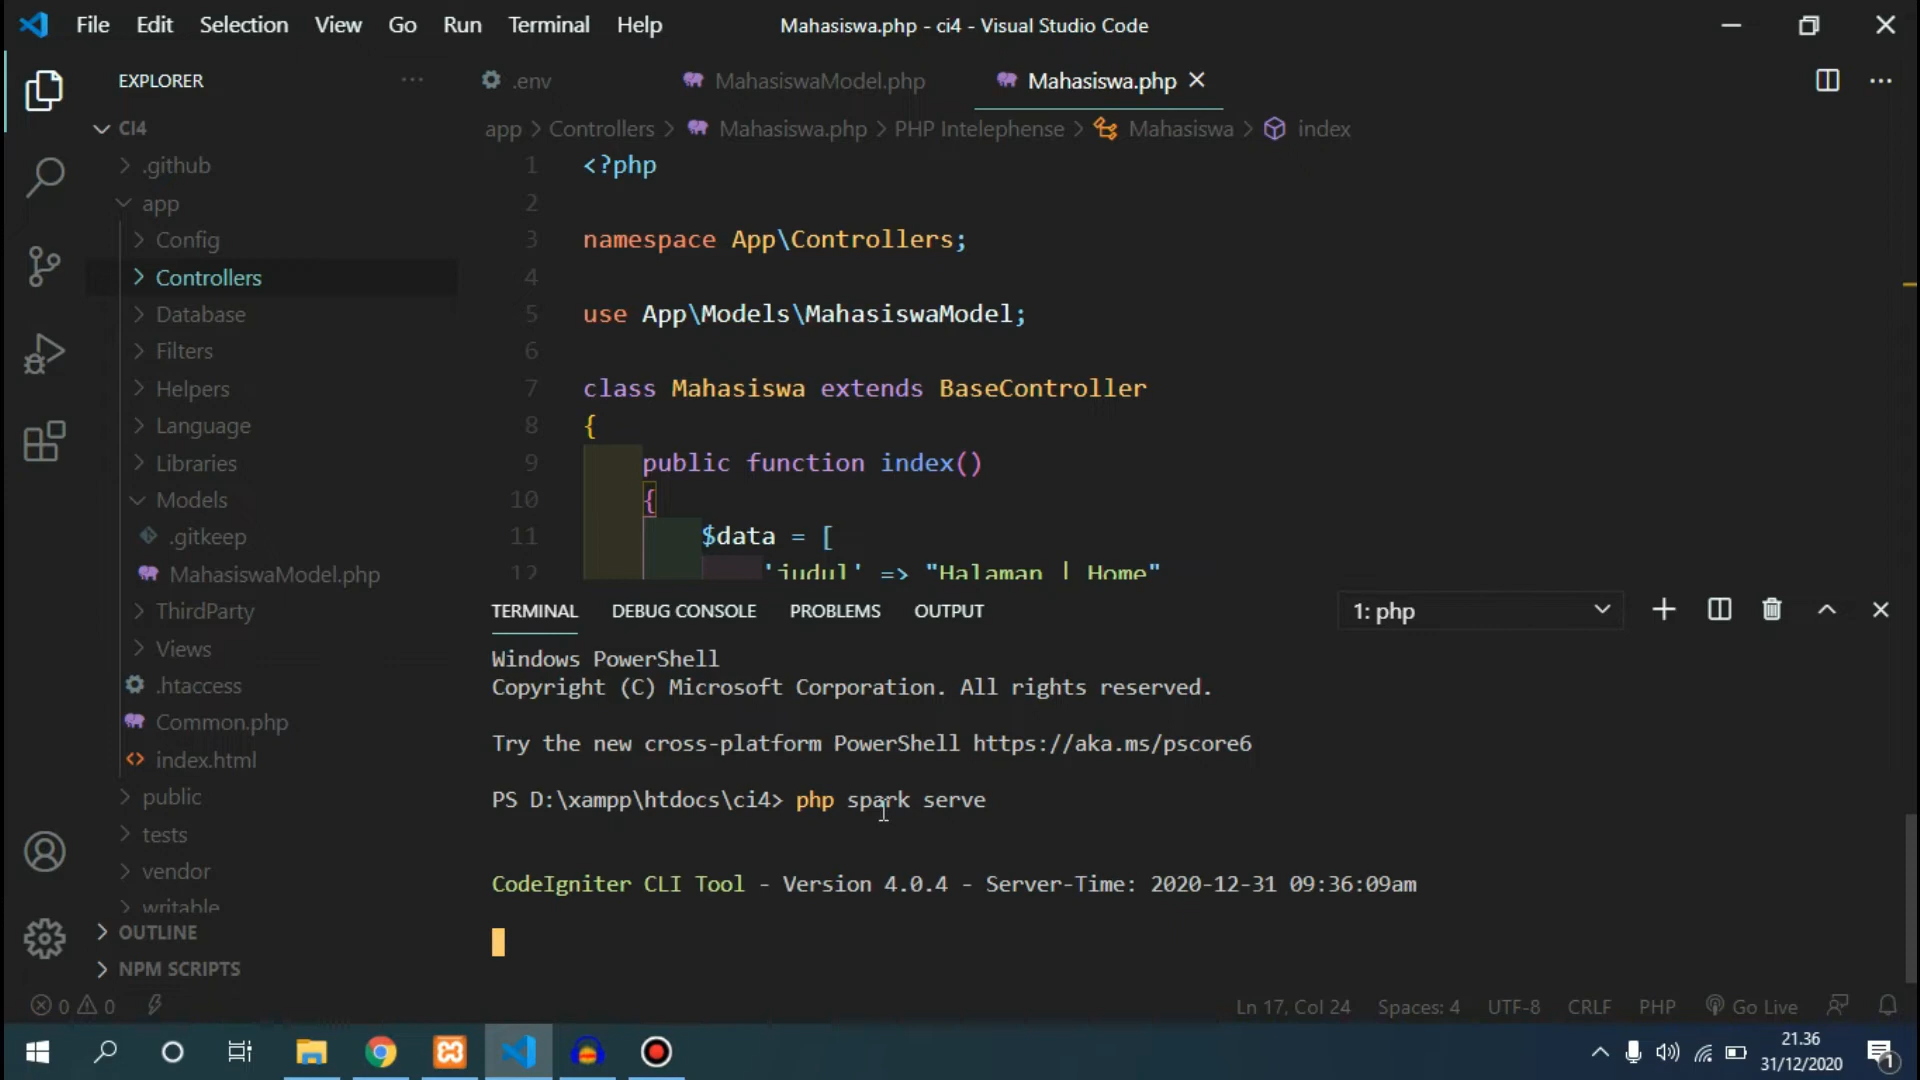 File Edit Selection View Go Run Terminal Help
Mahasiswa.php - ci4 - Visual Studio Code
EXPLORER
CI4
.github
app
Config
Controllers
Database
Filters
Helpers
Language
Libraries
Models
.gitkeep
MahasiswaModel.php
ThirdParty
Views
.htaccess
Common.php
index.html
public
tests
vendor
writable
OUTLINE
NPM SCRIPTS
.env MahasiswaModel.php Mahasiswa.php
app > Controllers > Mahasiswa.php > PHP Intelephense > Mahasiswa > index
1 <?php
2
3 namespace App\Controllers;
4
5 use App\Models\MahasiswaModel;
6
7 class Mahasiswa extends BaseController
8 {
9 public function index()
10 {
11 $data = [
12 'judul' => "Halaman | Home"
TERMINAL DEBUG CONSOLE PROBLEMS OUTPUT
1: php
Windows PowerShell
Copyright (C) Microsoft Corporation. All rights reserved.
Try the new cross-platform PowerShell https://aka.ms/pscore6
PS D:\xampp\htdocs\ci4> php spark serve
CodeIgniter CLI Tool - Version 4.0.4 - Server-Time: 2020-12-31 09:36:09am
0 0
Ln 17, Col 24 Spaces: 4 UTF-8 CRLF PHP Go Live
21.36
31/12/2020
1